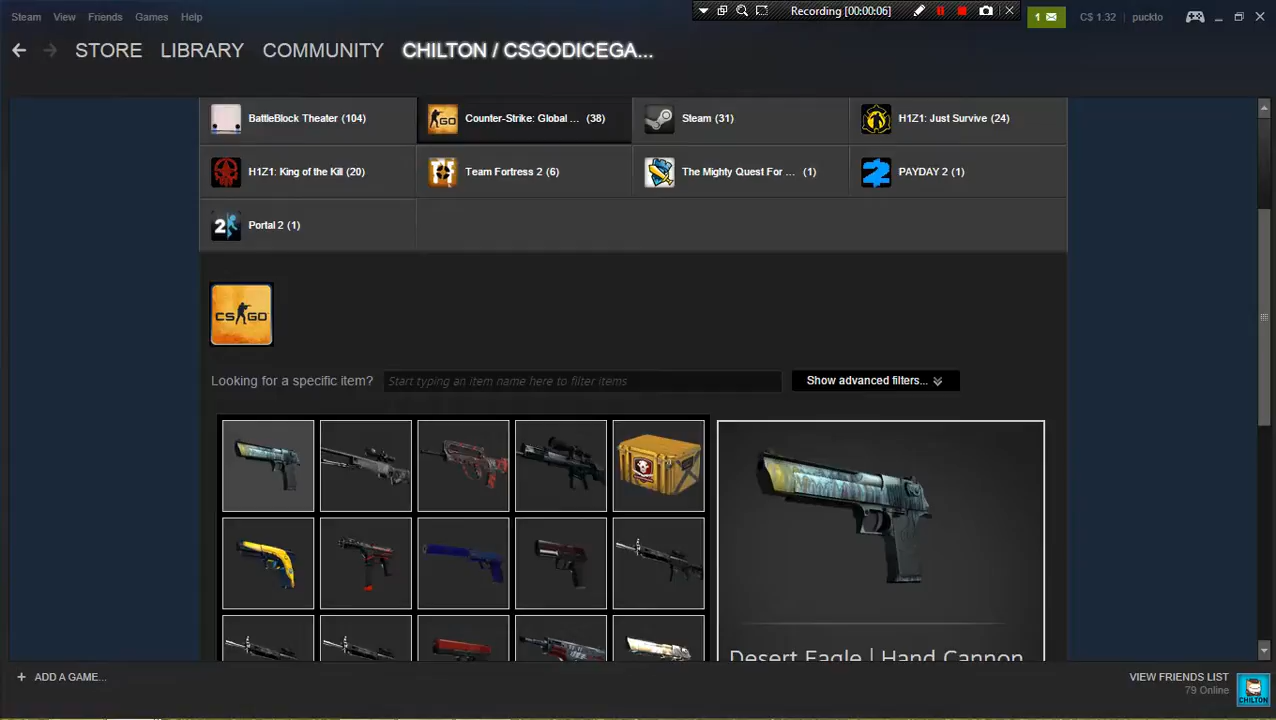 Steam View Friends Games Help
Recording [00:00:06]
1
C$ 1.32
puckto
STORE LIBRARY COMMUNITY CHILTON / CSGODICEGA...
BattleBlock Theater (104)
Counter-Strike: Global ... (38)
Steam (31)
H1Z1: Just Survive (24)
H1Z1: King of the Kill (20)
Team Fortress 2 (6)
The Mighty Quest For ... (1)
PAYDAY 2 (1)
Portal 2 (1)
CS GO
Looking for a specific item?
Start typing an item name here to filter items
Show advanced filters...
Desert Eagle | Hand Cannon
+ ADD A GAME...
VIEW FRIENDS LIST
79 Online
CHILTON